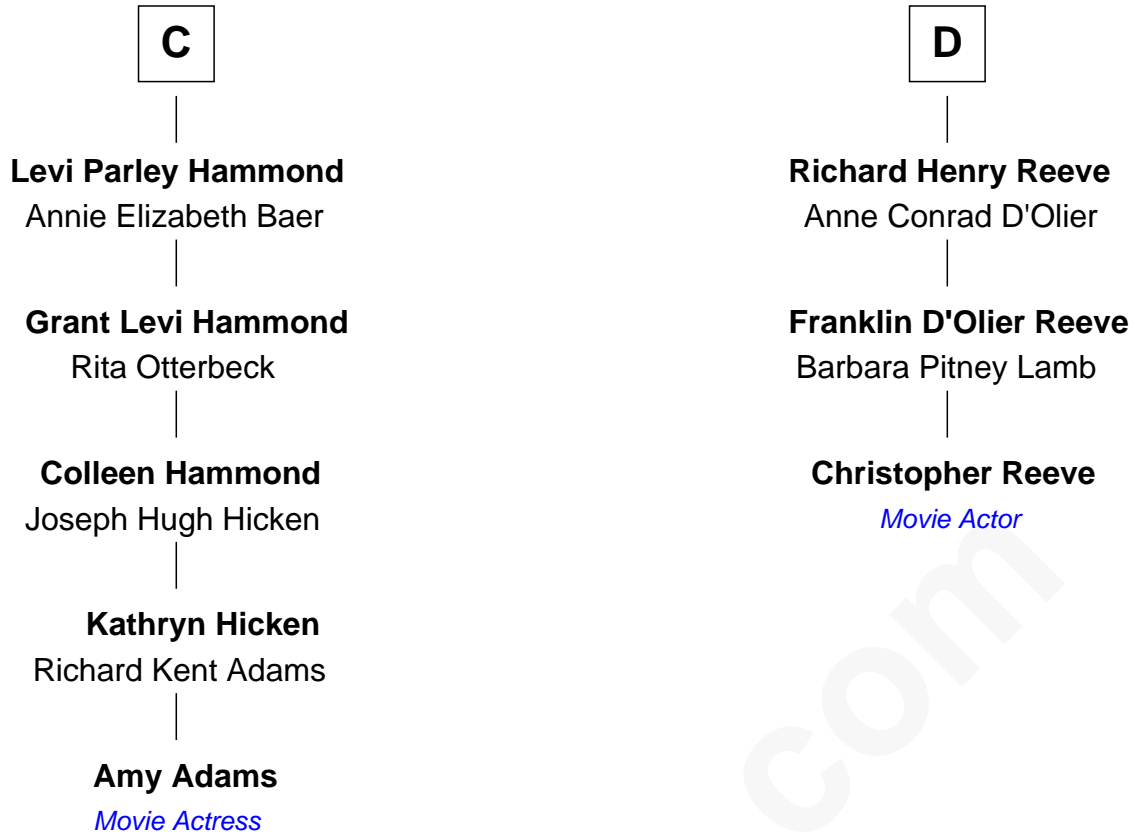 C
Levi Parley Hammond
Annie Elizabeth Baer
Grant Levi Hammond
Rita Otterbeck
Colleen Hammond
Joseph Hugh Hicken
Kathryn Hicken
Richard Kent Adams
Amy Adams
Movie Actress
D
Richard Henry Reeve
Anne Conrad D'Olier
Franklin D'Olier Reeve
Barbara Pitney Lamb
Christopher Reeve
Movie Actor
com